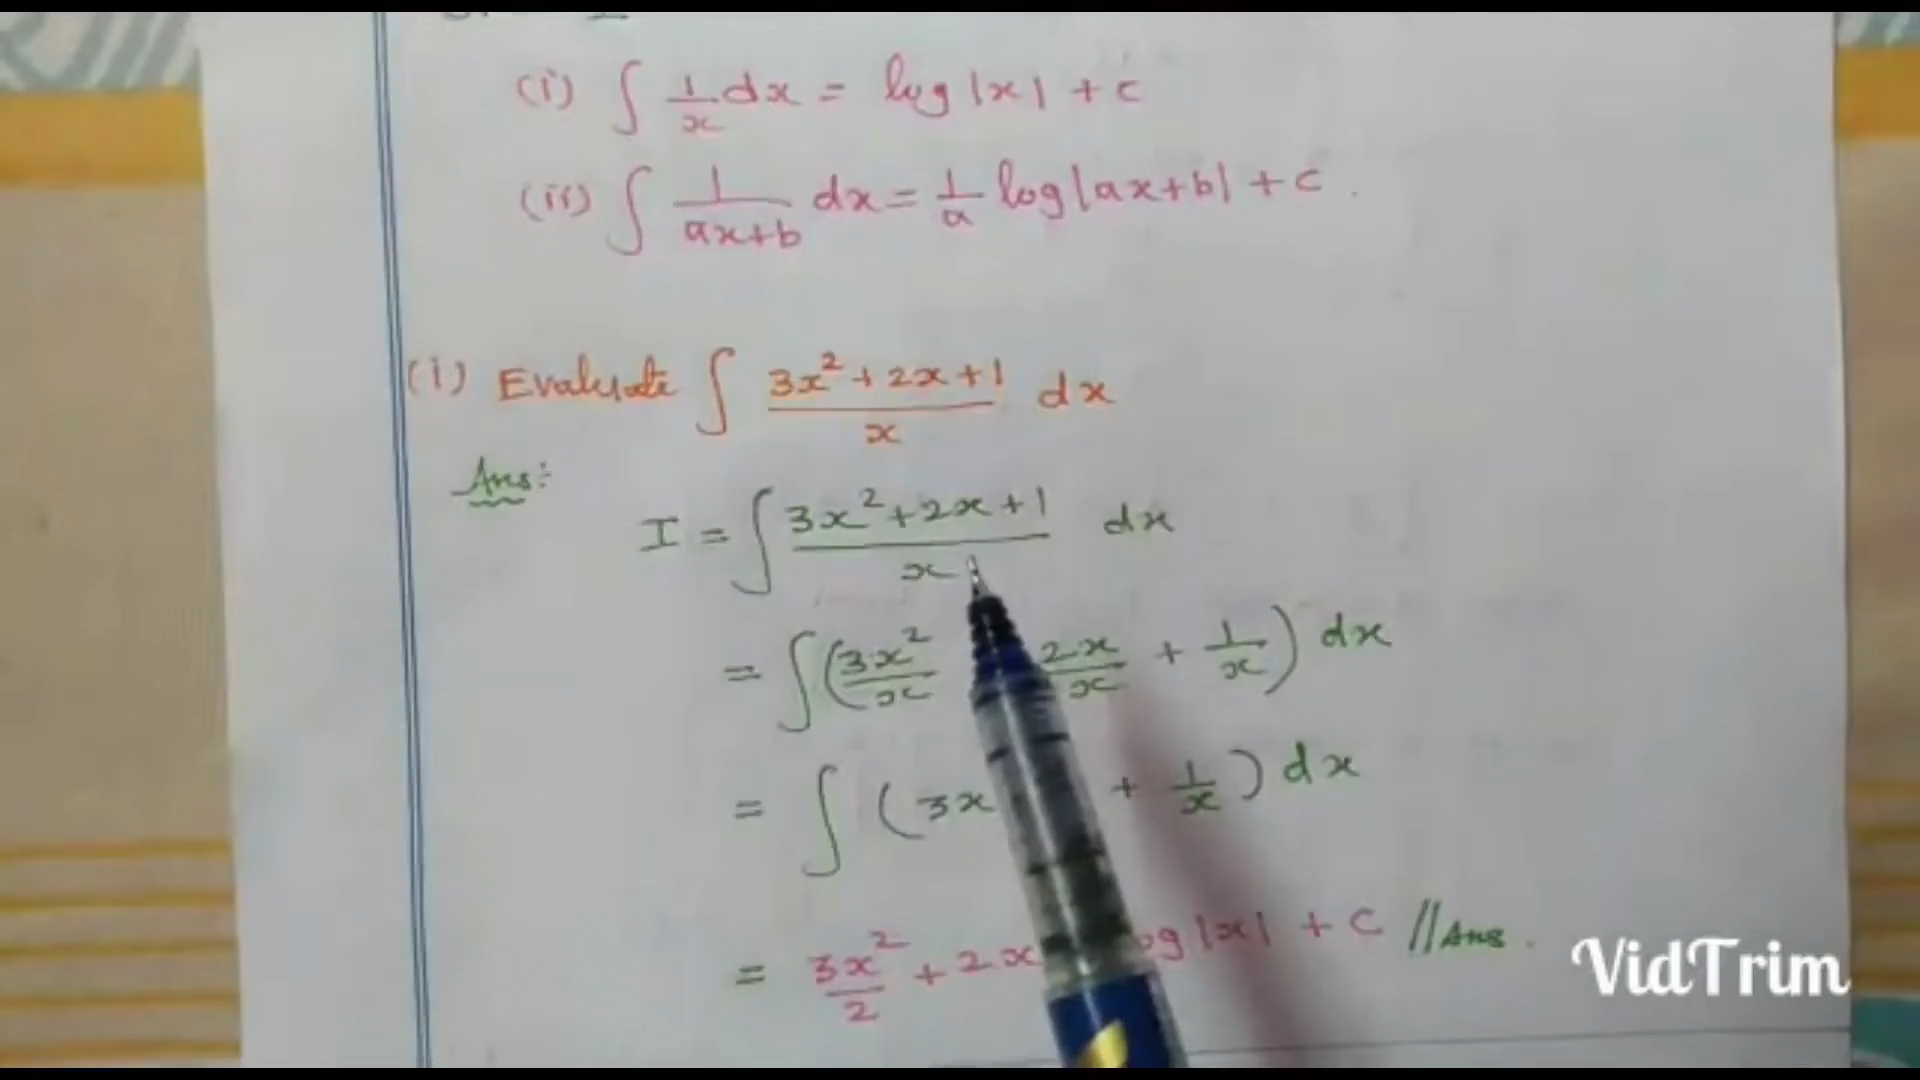 (i) ∫ 1/x dx = log |x| + c
(ii) ∫ 1/(ax+b) dx = 1/a log|ax+b| + c .
(i) Evaluate ∫ (3x²+2x+1)/x dx
Ans:
I = ∫ (3x²+2x+1)/x dx
= ∫ (3x²/x 2x/x + 1/x) dx
= ∫ (3x + 1/x) dx
= 3x²/2 + 2x og |x| + c // Ans .
VidTrim